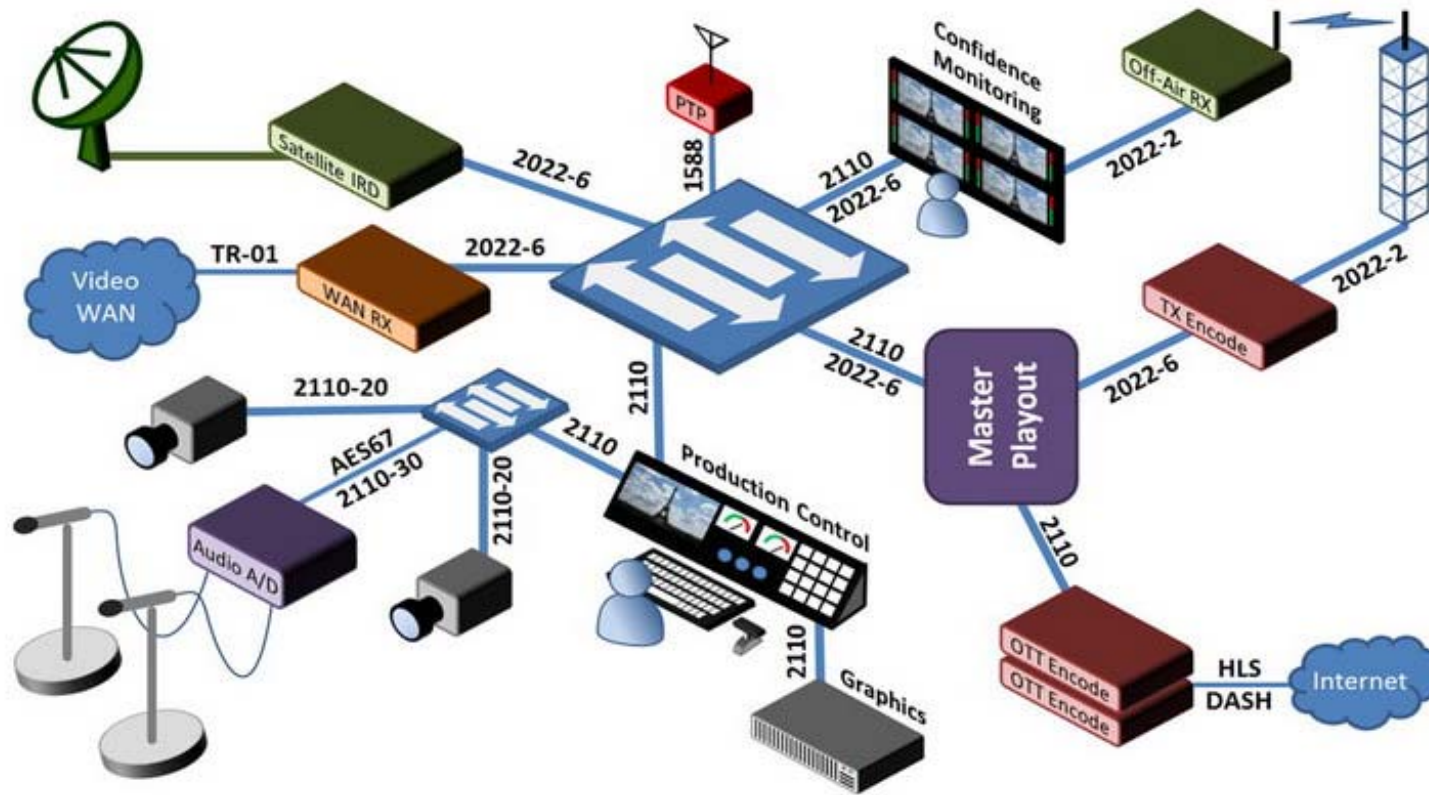 Satellite IRD
2022-6
PTP
1588
Confidence
Monitoring
2110
2022-6
Off-Air RX
2022-2
Video
WAN
TR-01
WAN RX
2022-6
2110
2022-6
Master
Playout
TX Encode
2022-6
2022-2
2110-20
AES67
2110-30
Audio A/D
2110-20
2110
2110
Production Control
2110
Graphics
2110
OTT Encode
OTT Encode
HLS
DASH
Internet